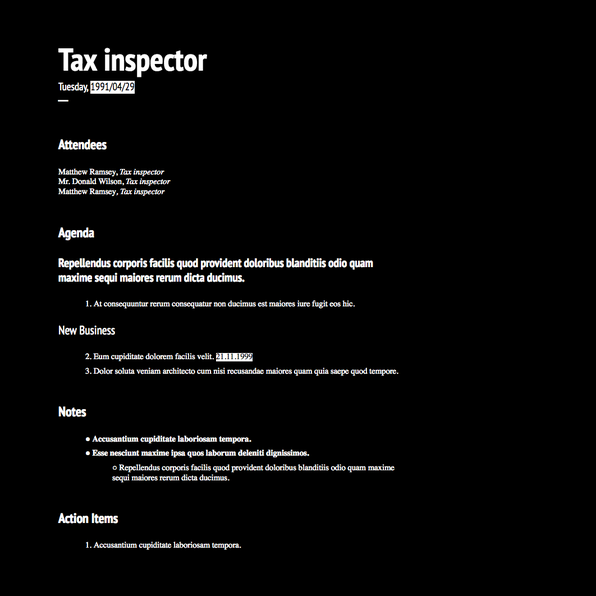 Tax inspector
Tuesday, 1991/04/29
Attendees
Matthew Ramsey, Tax inspector
Mr. Donald Wilson, Tax inspector
Matthew Ramsey, Tax inspector
Agenda
Repellendus corporis facilis quod provident doloribus blanditiis odio quam
maxime sequi maiores rerum dicta ducimus.
1. At consequuntur rerum consequatur non ducimus est maiores iure fugit eos hic.
New Business
2. Eum cupiditate dolorem facilis velit. 21.11.1999
3. Dolor soluta veniam architecto cum nisi recusandae maiores quam quia saepe quod tempore.
Notes
● Accusantium cupiditate laboriosam tempora.
● Esse nesciunt maxime ipsa quos laborum deleniti dignissimos.
○ Repellendus corporis facilis quod provident doloribus blanditiis odio quam maxime
sequi maiores rerum dicta ducimus.
Action Items
1. Accusantium cupiditate laboriosam tempora.